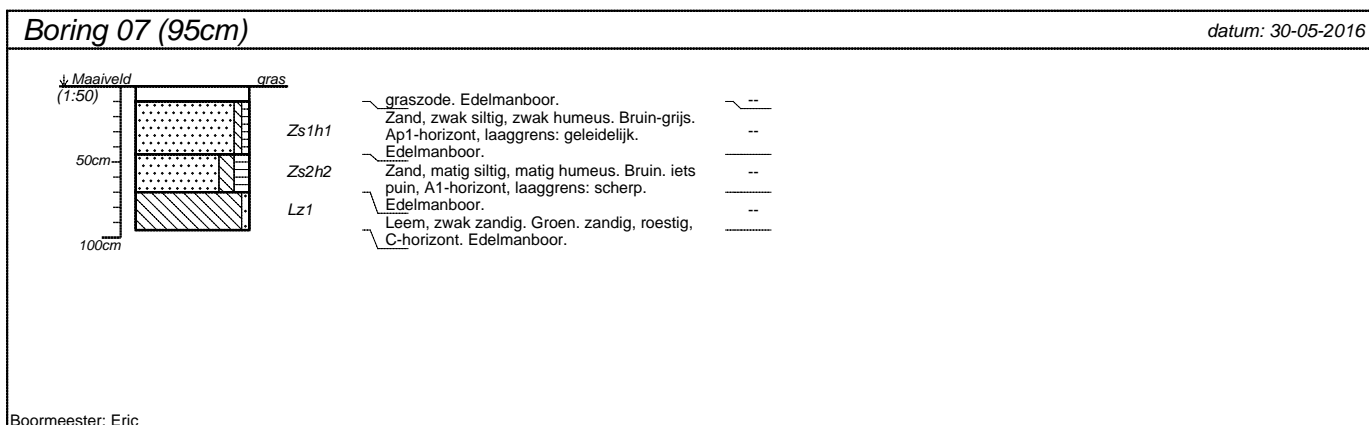 Boring 07 (95cm)
datum: 30-05-2016
Maaiveld
gras
(1:50)
50cm
100cm
Zs1h1
Zs2h2
Lz1
graszode. Edelmanboor.
Zand, zwak siltig, zwak humeus. Bruin-grijs.
Ap1-horizont, laaggrens: geleidelijk.
Edelmanboor.
Zand, matig siltig, matig humeus. Bruin. iets
puin, A1-horizont, laaggrens: scherp.
Edelmanboor.
Leem, zwak zandig. Groen. zandig, roestig,
C-horizont. Edelmanboor.
--
--
--
--
Boormeester: Eric